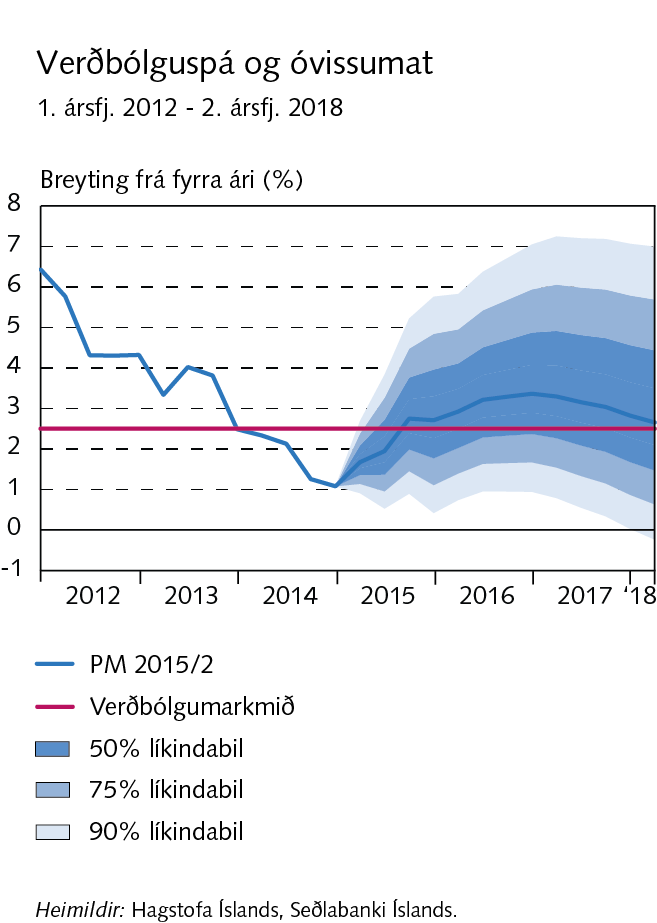 Verðbólguspá og óvissumat
1. ársfj. 2012 - 2. ársfj. 2018
Breyting frá fyrra ári (%)
8
7
6
5
4
3
2
1
0
-1
2012 2013 2014 2015 2016 2017 '18
PM 2015/2
Verðbólgumarkmið
50% líkindabil
75% líkindabil
90% líkindabil
Heimildir: Hagstofa Íslands, Seðlabanki Íslands.